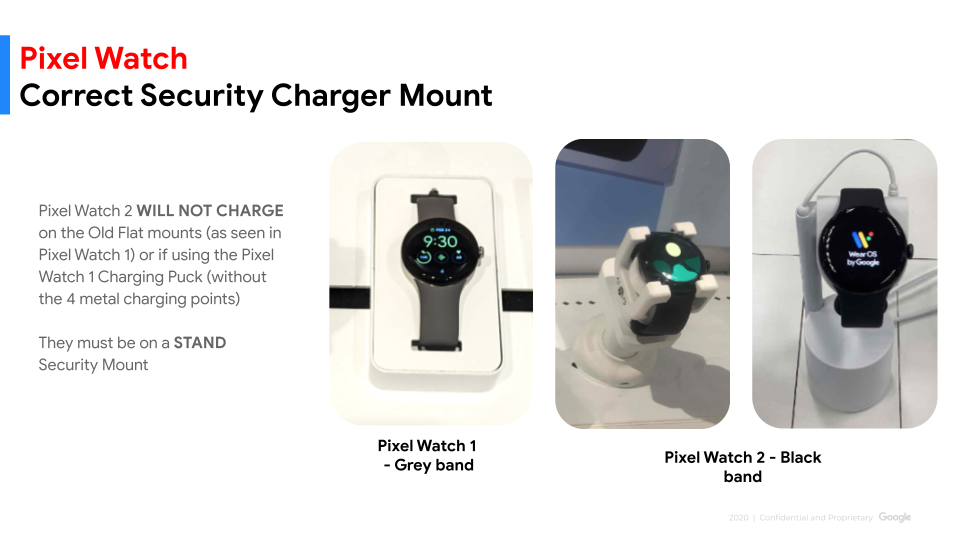 Pixel Watch
Correct Security Charger Mount
Pixel Watch 2 WILL NOT CHARGE
on the Old Flat mounts (as seen in
Pixel Watch 1) or if using the Pixel
Watch 1 Charging Puck (without
the 4 metal charging points)
They must be on a STAND
Security Mount
9:30
Wear OS
by Google
Pixel Watch 1
- Grey band
Pixel Watch 2 - Black
band
2020 | Confidential and Proprietary Google